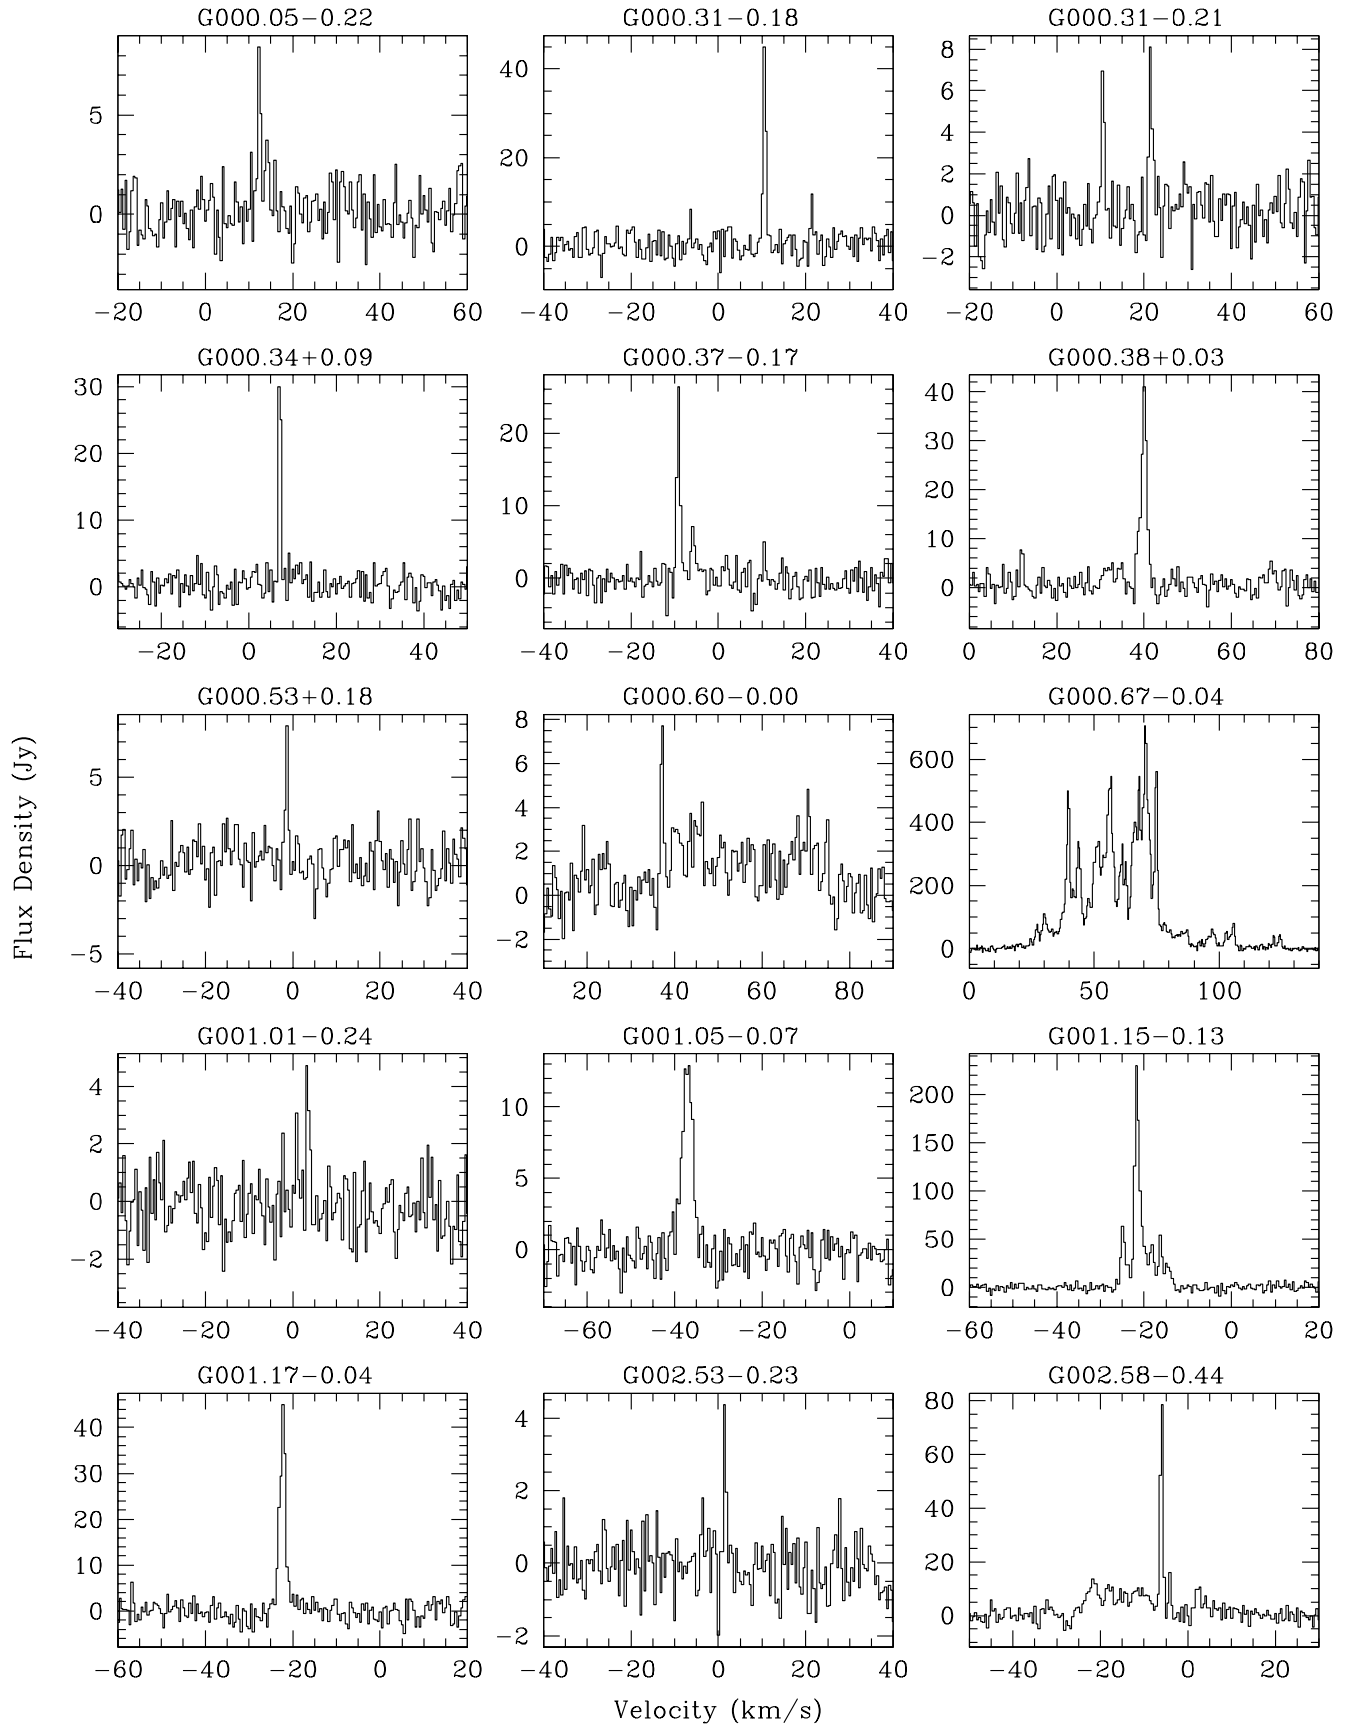 G000.05−0.22 G000.31−0.18 G000.31−0.21
5 40 8
20 6
4
2
0 0 0
−2
−20 0 20 40 60 −40 −20 0 20 40 −20 0 20 40 60
G000.34+0.09 G000.37−0.17 G000.38+0.03
30 20 40
20 30
10 10 20
10
0 0 0
−20 0 20 40 −40 −20 0 20 40 0 20 40 60 80
G000.53+0.18 G000.60−0.00 G000.67−0.04
5 8 600
6
4 400
2 200
0 0 0
−5 −2
−40 −20 0 20 40 20 40 60 80 0 50 100
G001.01−0.24 G001.05−0.07 G001.15−0.13
4 10 200
150
2 5 100
50
0 0 0
−2
−40 −20 0 20 40 −60 −40 −20 0 −60 −40 −20 0 20
G001.17−0.04 G002.53−0.23 G002.58−0.44
40 4 80
30 60
20 2 40
10 20
0 0 0
−2
−60 −40 −20 0 20 −40 −20 0 20 40 −40 −20 0 20
Flux Density (Jy)
Velocity (km/s)